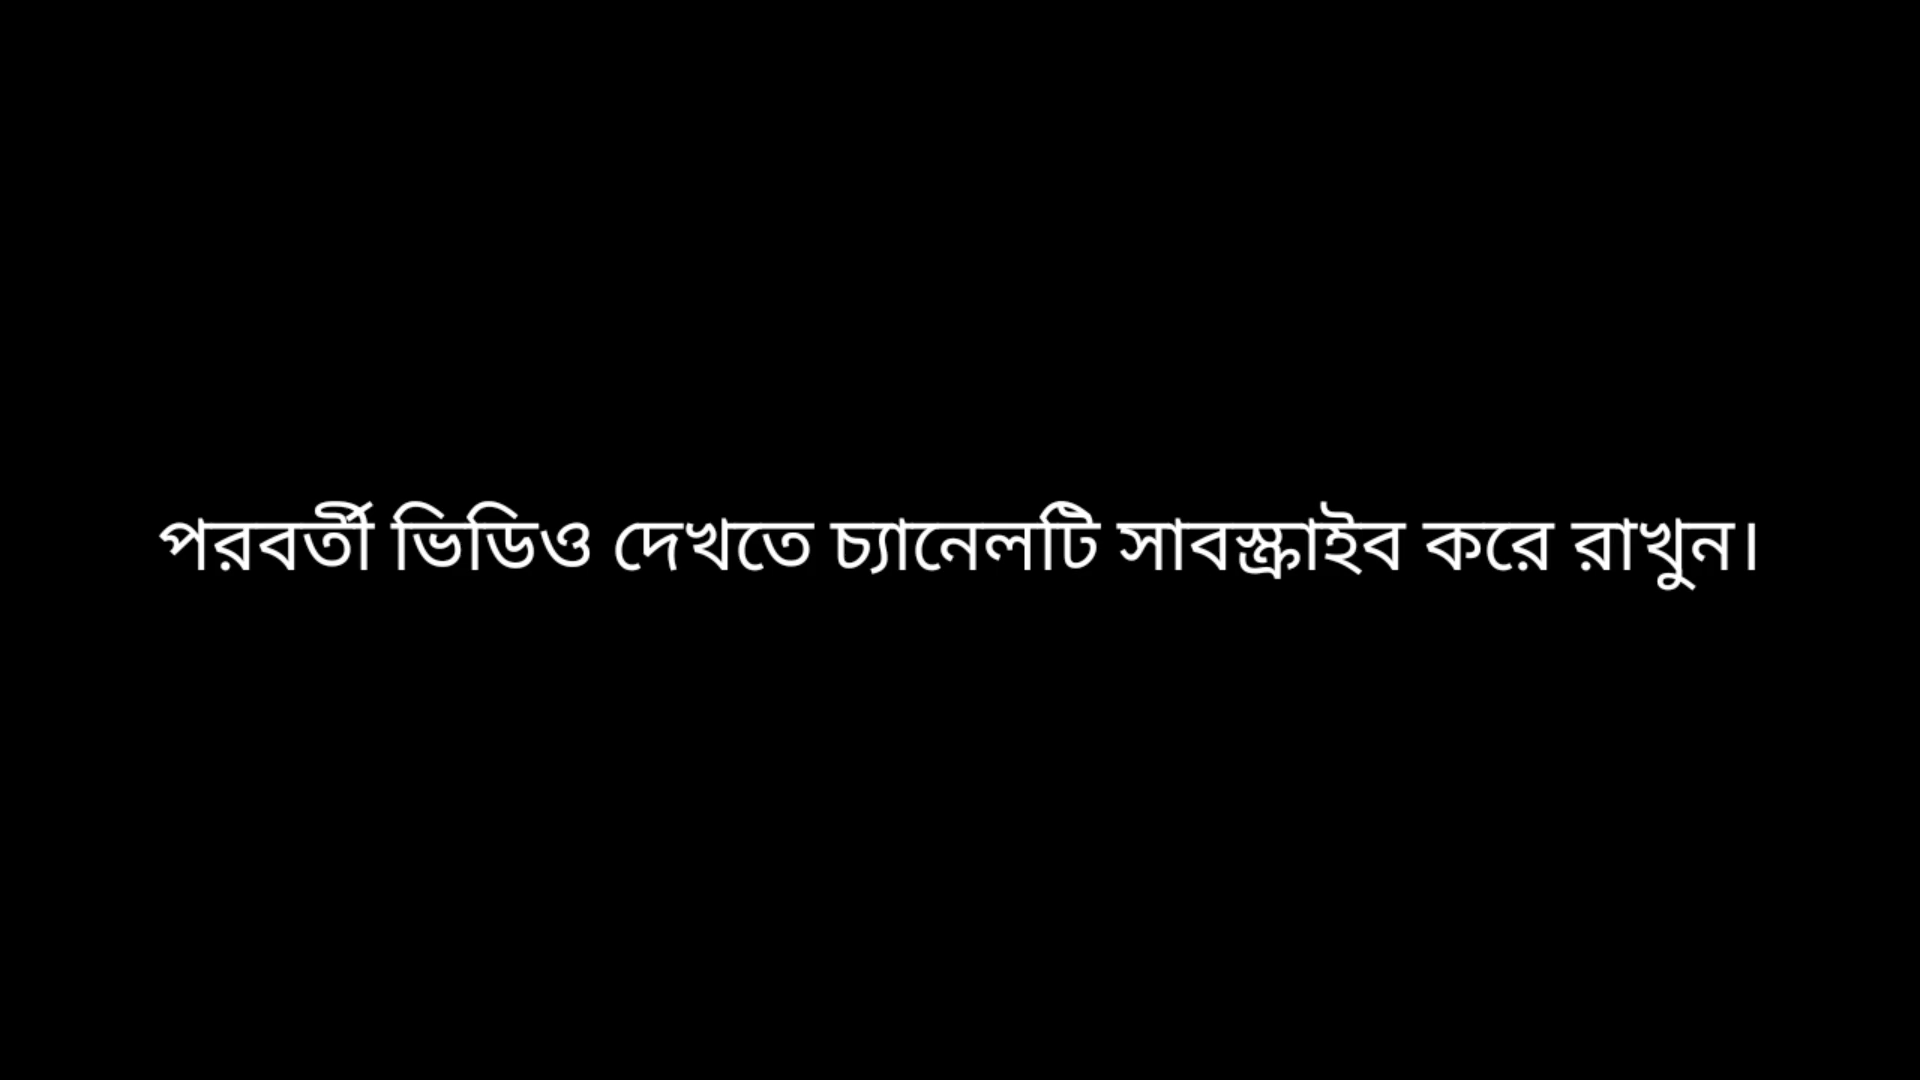 পরবর্তী ভিডিও দেখতে চ্যানেলটি সাবস্ক্রাইব করে রাখুন।